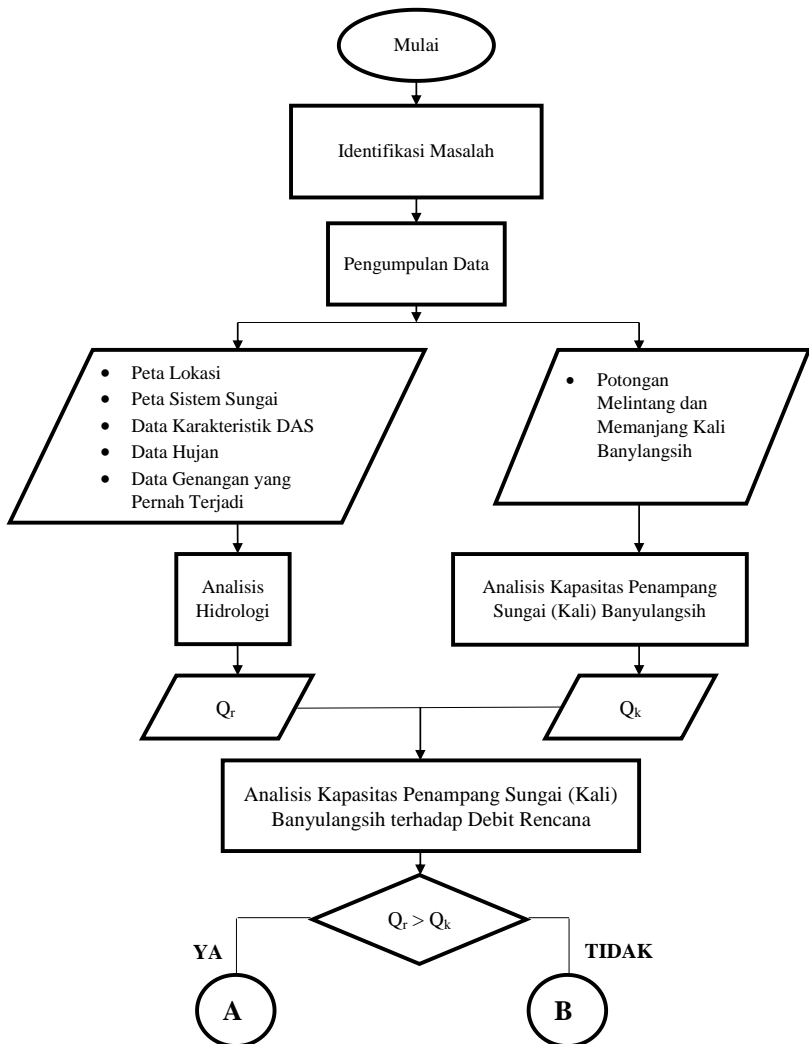 Mulai
Identifikasi Masalah
Pengumpulan Data
• Peta Lokasi
• Peta Sistem Sungai
• Data Karakteristik DAS
• Data Hujan
• Data Genangan yang
Pernah Terjadi
• Potongan
Melintang dan
Memanjang Kali
Banylangsih
Analisis
Hidrologi
Analisis Kapasitas Penampang
Sungai (Kali) Banyulangsih
Qr
Qk
Analisis Kapasitas Penampang Sungai (Kali)
Banyulangsih terhadap Debit Rencana
Qr > Qk
YA
TIDAK
A
B